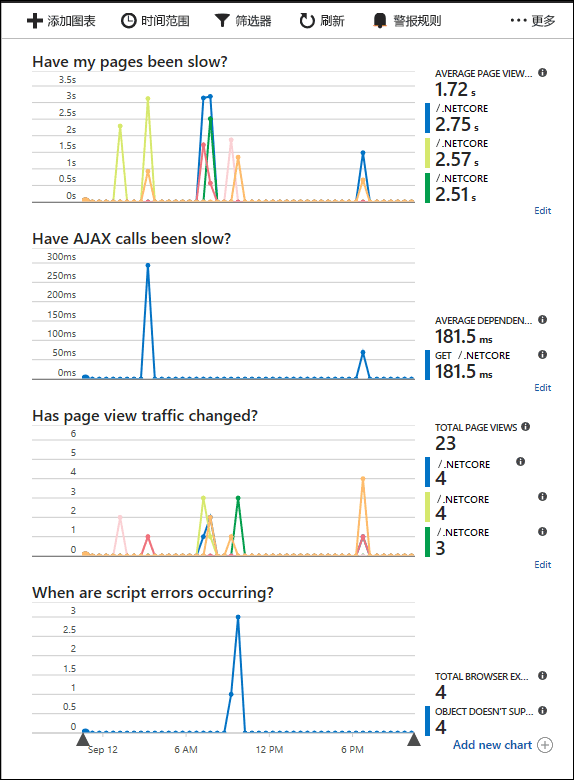 添加图表 时间范围 筛选器 刷新 警报规则 ··· 更多
Have my pages been slow?
3.5s
3s
2.5s
2s
1.5s
1s
0.5s
0s
AVERAGE PAGE VIEW...
1.72 s
/ .NETCORE
2.75 s
/ .NETCORE
2.57 s
/ .NETCORE
2.51 s
Edit
Have AJAX calls been slow?
300ms
250ms
200ms
150ms
100ms
50ms
0ms
AVERAGE DEPENDEN...
181.5 ms
GET / .NETCORE
181.5 ms
Edit
Has page view traffic changed?
6
5
4
3
2
1
0
TOTAL PAGE VIEWS
23
/ .NETCORE
4
/ .NETCORE
4
/ .NETCORE
3
Edit
When are script errors occurring?
3
2.5
2
1.5
1
0.5
0
Sep 12 6 AM 12 PM 6 PM
TOTAL BROWSER EX...
4
OBJECT DOESN'T SUP...
4
Add new chart